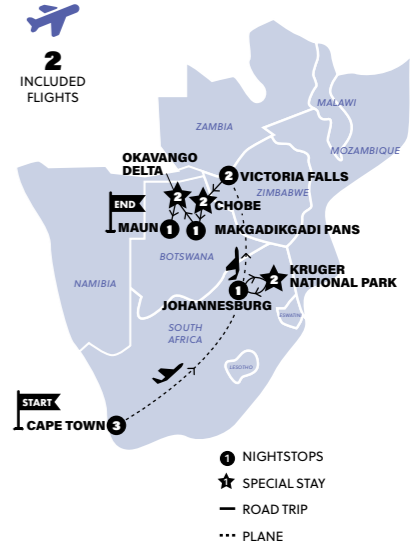 2
INCLUDED
FLIGHTS
MALAWI
ZAMBIA
MOZAMBIQUE
OKAVANGO
DELTA
2
VICTORIA FALLS
ZIMBABWE
2
2
CHOBE
END
MAUN
1
1
MAKGADIKGADI PANS
BOTSWANA
KRUGER
NATIONAL PARK
2
1
NAMIBIA
JOHANNESBURG
ESWATINI
SOUTH
AFRICA
LESOTHO
START
CAPE TOWN
3
1 NIGHTSTOPS
1 SPECIAL STAY
ROAD TRIP
PLANE